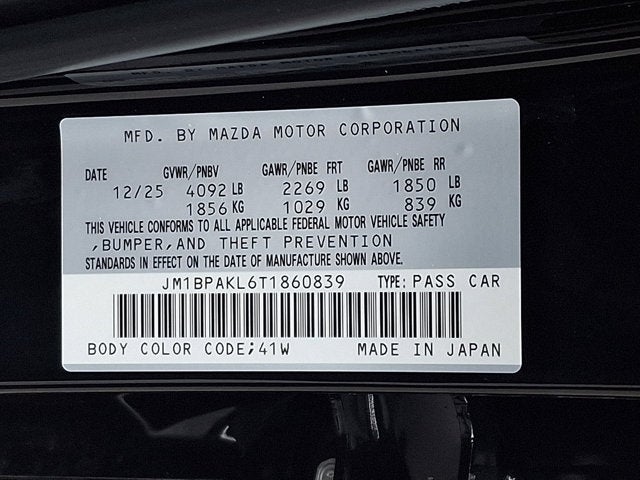 MFD. BY MAZDA MOTOR CORPORATION
DATE GVWR/PNBV GAWR/PNBE FRT GAWR/PNBE RR
12/25 4092 LB 2269 LB 1850 LB
1856 KG 1029 KG 839 KG
THIS VEHICLE CONFORMS TO ALL APPLICABLE FEDERAL MOTOR VEHICLE SAFETY
,BUMPER,AND THEFT PREVENTION
STANDARDS IN EFFECT ON THE DATE OF MANUFACTURE SHOWN ABOVE.
JM1BPAKL6T1860839 TYPE: PASS CAR
BODY COLOR CODE;41W MADE IN JAPAN